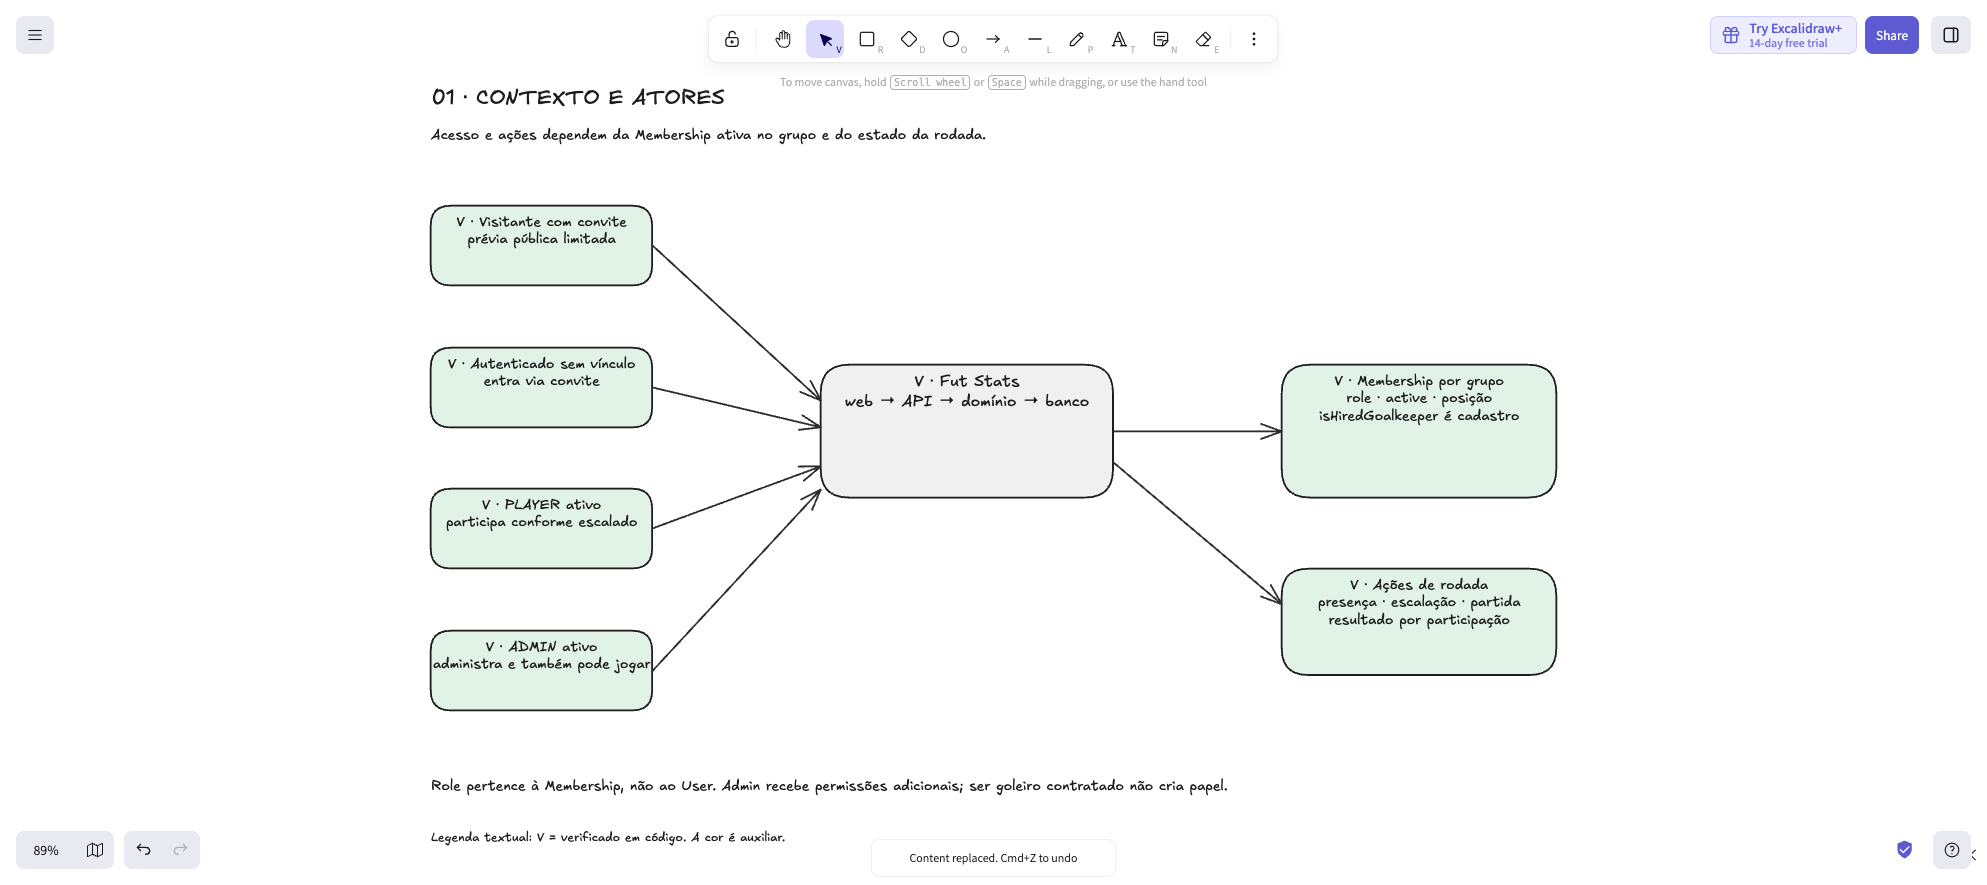 V
R
D
O
A
L
P
T
N
E
Try Excalidraw+
14-day free trial
Share
To move canvas, hold Scroll wheel or Space while dragging, or use the hand tool
01 · CONTEXTO E ATORES
Acesso e ações dependem da Membership ativa no grupo e do estado da rodada.
V · Visitante com convite
prévia pública limitada
V · Autenticado sem vínculo
entra via convite
V · PLAYER ativo
participa conforme escalado
V · ADMIN ativo
administra e também pode jogar
V · Fut Stats
web → API → domínio → banco
V · Membership por grupo
role · active · posição
isHiredGoalkeeper é cadastro
V · Ações de rodada
presença · escalação · partida
resultado por participação
Role pertence à Membership, não ao User. Admin recebe permissões adicionais; ser goleiro contratado não cria papel.
Legenda textual: V = verificado em código. A cor é auxiliar.
89%
Content replaced. Cmd+Z to undo